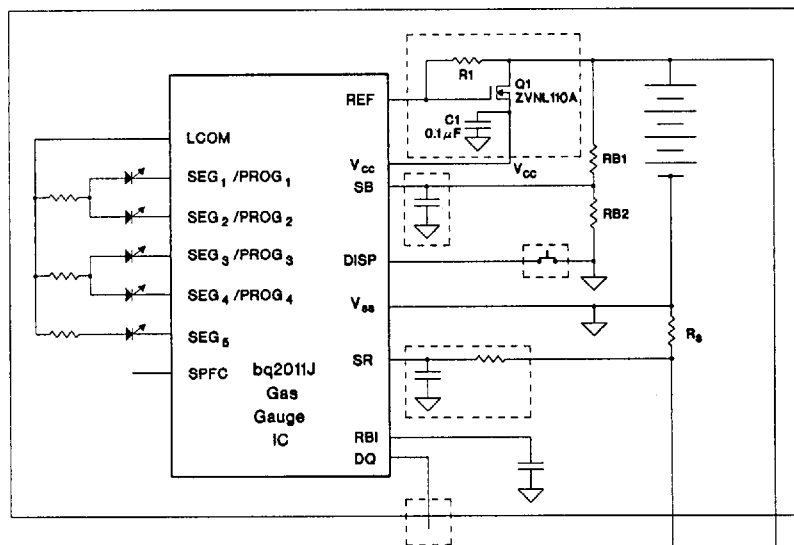 R1
Q1
ZVNL110A
REF
C1
0.1µF
LCOM
VCC
VCC
RB1
SEG1/PROG1
SB
SEG2/PROG2
RB2
SEG3/PROG3
DISP
SEG4/PROG4
Vss
SEG5
Rs
SR
SPFC
bq2011J
Gas
Gauge
IC
RBI
DQ